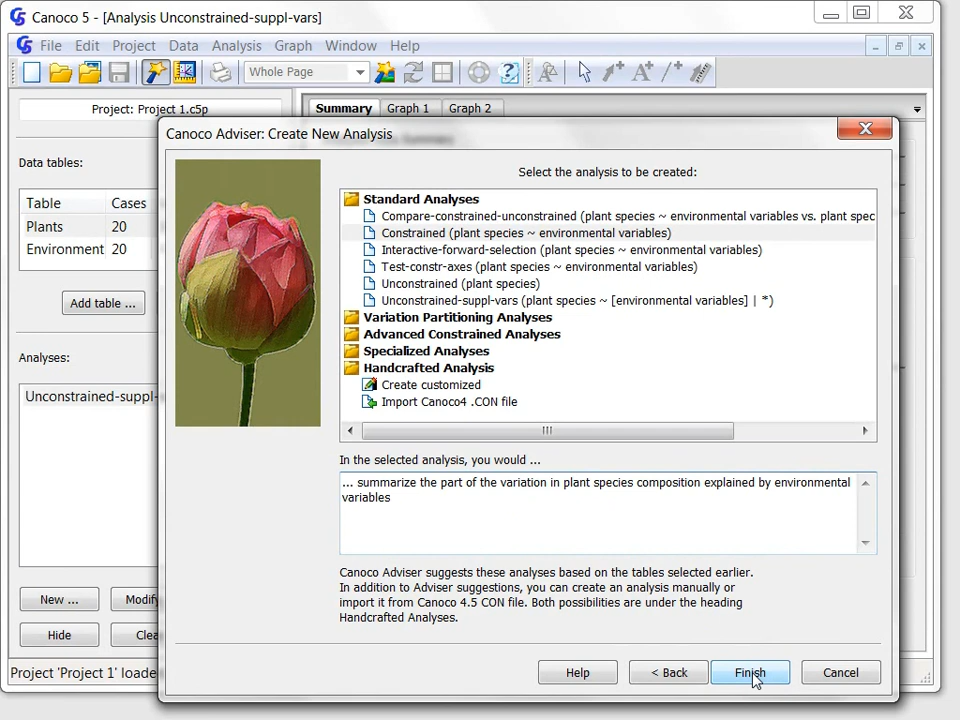 Canoco 5 - [Analysis Unconstrained-suppl-vars]
File Edit Project Data Analysis Graph Window Help
Whole Page
Project: Project 1.c5p
Summary Graph 1 Graph 2
Canoco Adviser: Create New Analysis
Data tables:
Table Cases
Plants 20
Environment 20
Add table ...
Analyses:
Unconstrained-suppl-
New ... Modify
Hide Clea
Project 'Project 1' loade
Select the analysis to be created:
Standard Analyses
Compare-constrained-unconstrained (plant species ~ environmental variables vs. plant spec
Constrained (plant species ~ environmental variables)
Interactive-forward-selection (plant species ~ environmental variables)
Test-constr-axes (plant species ~ environmental variables)
Unconstrained (plant species)
Unconstrained-suppl-vars (plant species ~ [environmental variables] | *)
Variation Partitioning Analyses
Advanced Constrained Analyses
Specialized Analyses
Handcrafted Analysis
Create customized
Import Canoco4 .CON file
In the selected analysis, you would ...
... summarize the part of the variation in plant species composition explained by environmental
variables
Canoco Adviser suggests these analyses based on the tables selected earlier.
In addition to Adviser suggestions, you can create an analysis manually or
import it from Canoco 4.5 CON file. Both possibilities are under the heading
Handcrafted Analyses.
Help < Back Finish Cancel